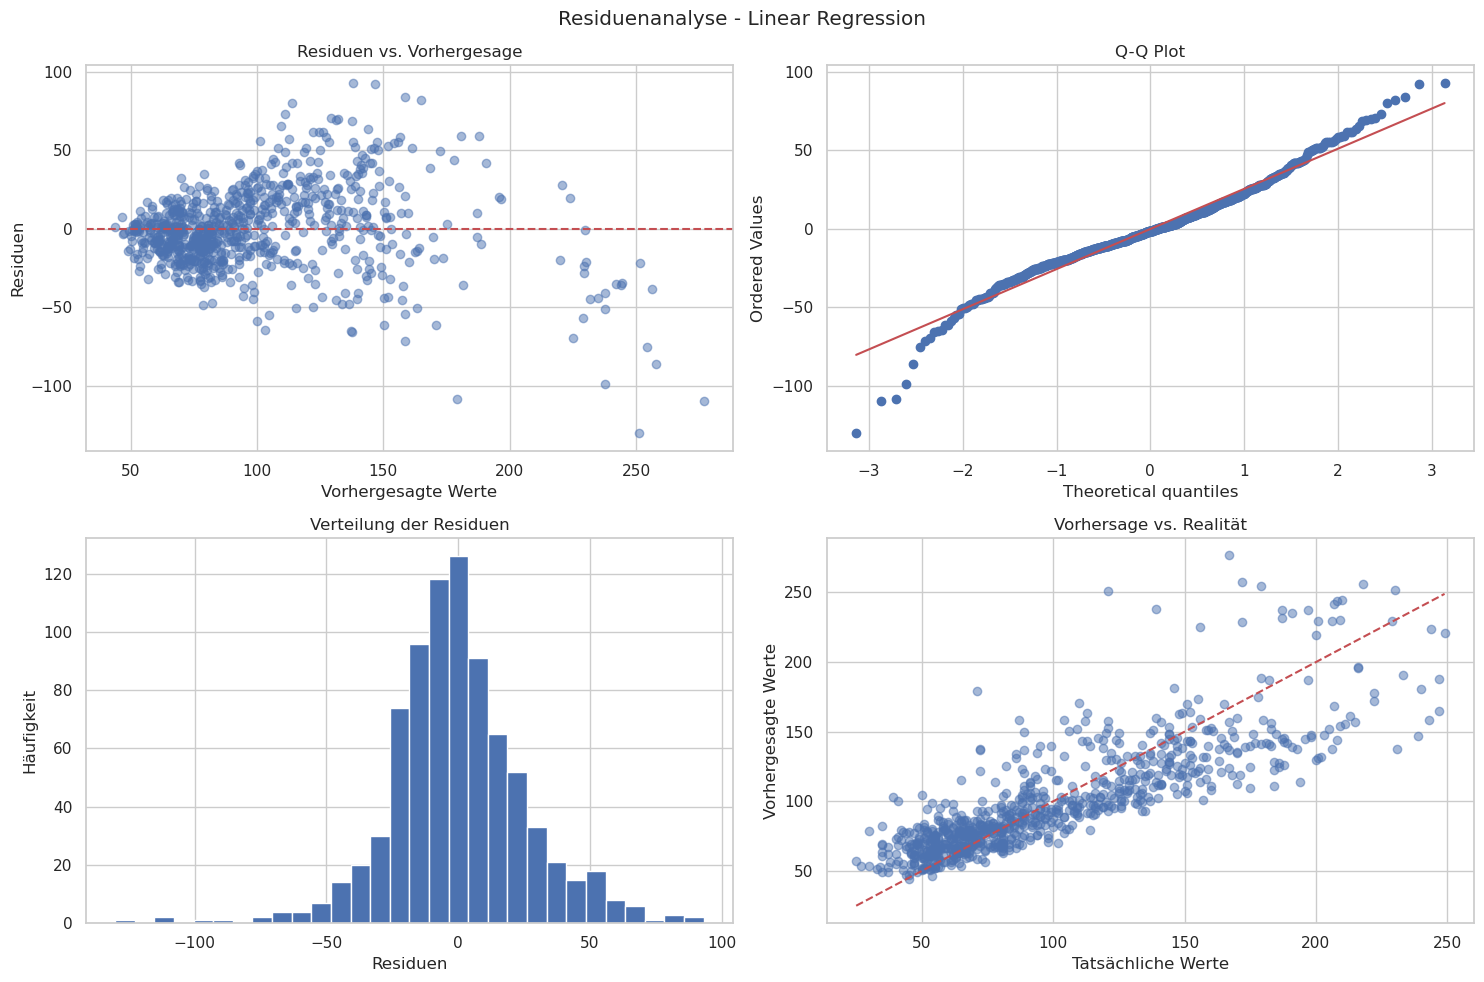 Residuenanalyse - Linear Regression
Residuen vs. Vorhergesage
100
50
0
−50
−100
Residuen
50 100 150 200 250
Vorhergesagte Werte
Q-Q Plot
100
50
0
−50
−100
Ordered Values
−3 −2 −1 0 1 2 3
Theoretical quantiles
Verteilung der Residuen
120
100
80
60
40
20
0
Häufigkeit
−100 −50 0 50 100
Residuen
Vorhersage vs. Realität
250
200
150
100
50
Vorhergesagte Werte
50 100 150 200 250
Tatsächliche Werte